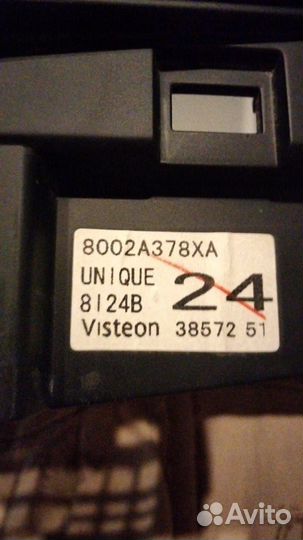 8002A378XA
UNIQUE
8124B
24
Visteon 38572 51
Avito